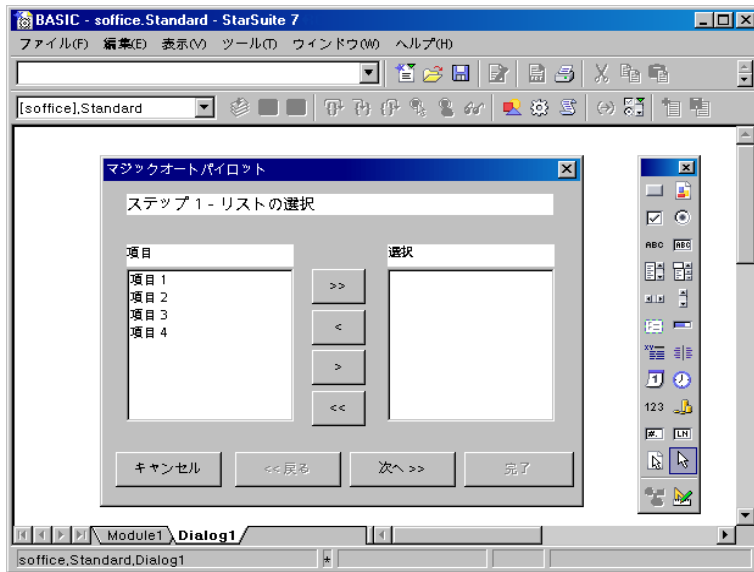 BASIC - soffice.Standard - StarSuite 7
ファイル(F) 編集(E) 表示(V) ツール(T) ウィンドウ(W) ヘルプ(H)
[soffice].Standard
マジックオートパイロット
ステップ 1 - リストの選択
項目
選択
項目 1
項目 2
項目 3
項目 4
>>
<
>
<<
キャンセル
<<戻る
次へ >>
完了
ABC
ABC
XY
1
123
#.
LN
Module1
Dialog1
soffice.Standard.Dialog1
*